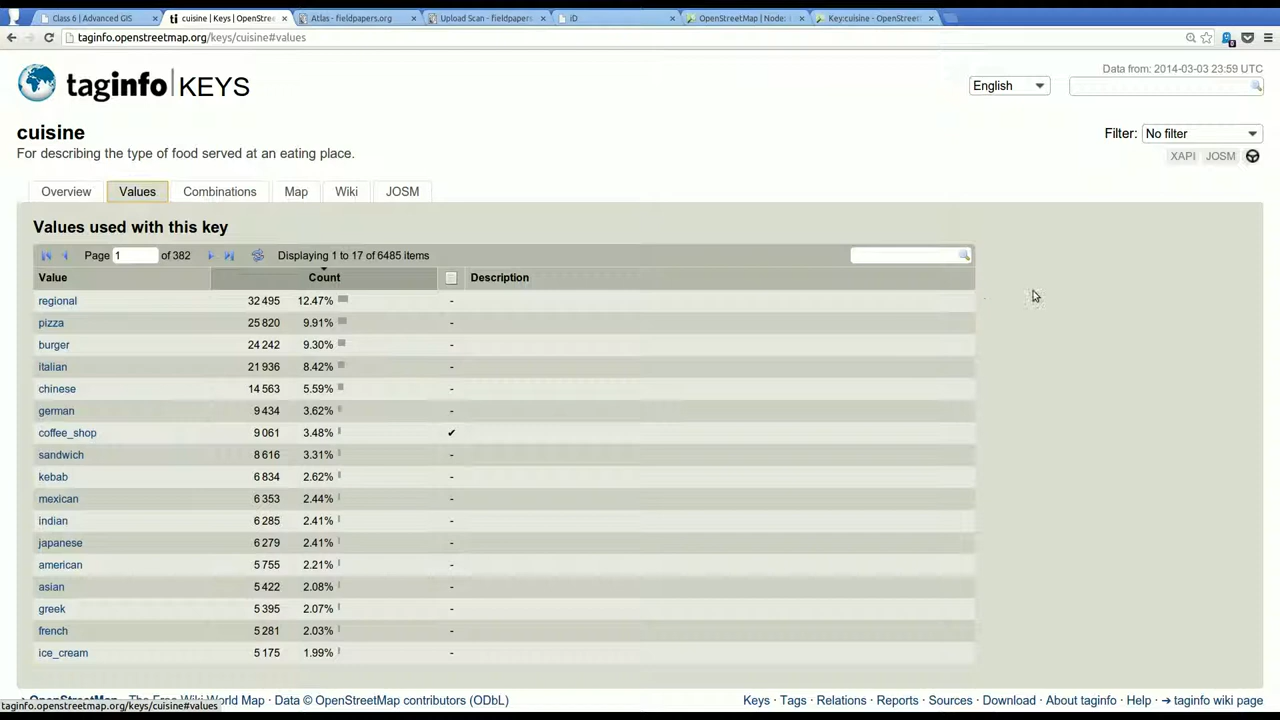 Class 6 | Advanced GIS
cuisine | Keys | OpenStre
Atlas - fieldpapers.org
Upload Scan - fieldpapers
iD
OpenStreetMap | Node:
Key:cuisine - OpenStreet
taginfo.openstreetmap.org/keys/cuisine#values
taginfo | KEYS
Data from: 2014-03-03 23:59 UTC
English
cuisine
For describing the type of food served at an eating place.
Filter: No filter
XAPI JOSM
Overview Values Combinations Map Wiki JOSM
Values used with this key
Page 1 of 382 Displaying 1 to 17 of 6485 items
Value Count Description
regional 32 495 12.47% -
pizza 25 820 9.91% -
burger 24 242 9.30% -
italian 21 936 8.42% -
chinese 14 563 5.59% -
german 9 434 3.62% -
coffee_shop 9 061 3.48% ✔
sandwich 8 616 3.31% -
kebab 6 834 2.62% -
mexican 6 353 2.44% -
indian 6 285 2.41% -
japanese 6 279 2.41% -
american 5 755 2.21% -
asian 5 422 2.08% -
greek 5 395 2.07% -
french 5 281 2.03% -
ice_cream 5 175 1.99% -
OpenStreetMap · The Free Wiki World Map · Data © OpenStreetMap contributors (ODbL)
Keys · Tags · Relations · Reports · Sources · Download · About taginfo · Help · ➔ taginfo wiki page
taginfo.openstreetmap.org/keys/cuisine#values